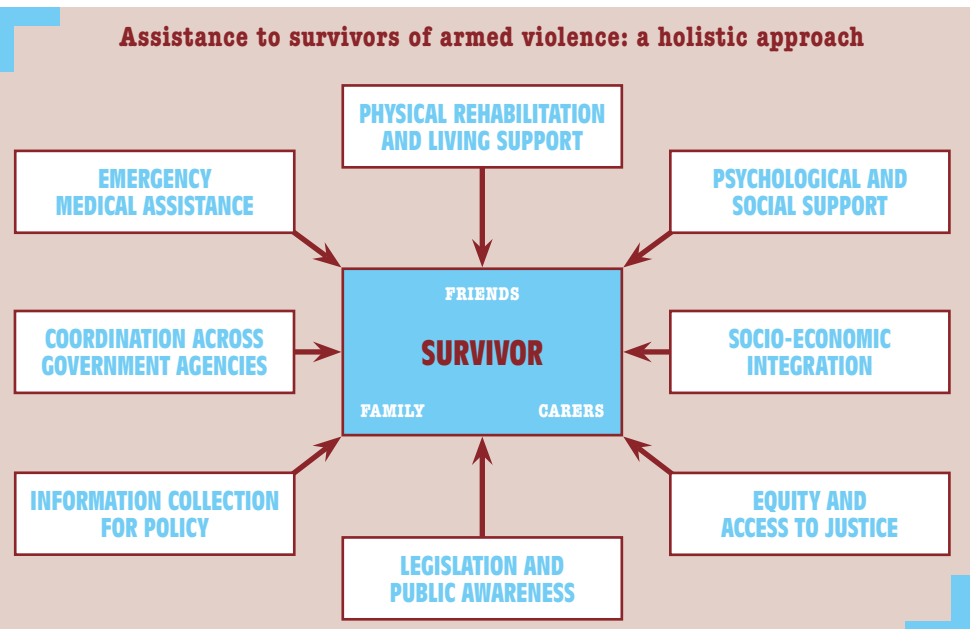 Assistance to survivors of armed violence: a holistic approach
PHYSICAL REHABILITATION
AND LIVING SUPPORT
EMERGENCY
MEDICAL ASSISTANCE
PSYCHOLOGICAL AND
SOCIAL SUPPORT
FRIENDS
COORDINATION ACROSS
GOVERNMENT AGENCIES
SURVIVOR
SOCIO-ECONOMIC
INTEGRATION
FAMILY
CARERS
INFORMATION COLLECTION
FOR POLICY
EQUITY AND
ACCESS TO JUSTICE
LEGISLATION AND
PUBLIC AWARENESS